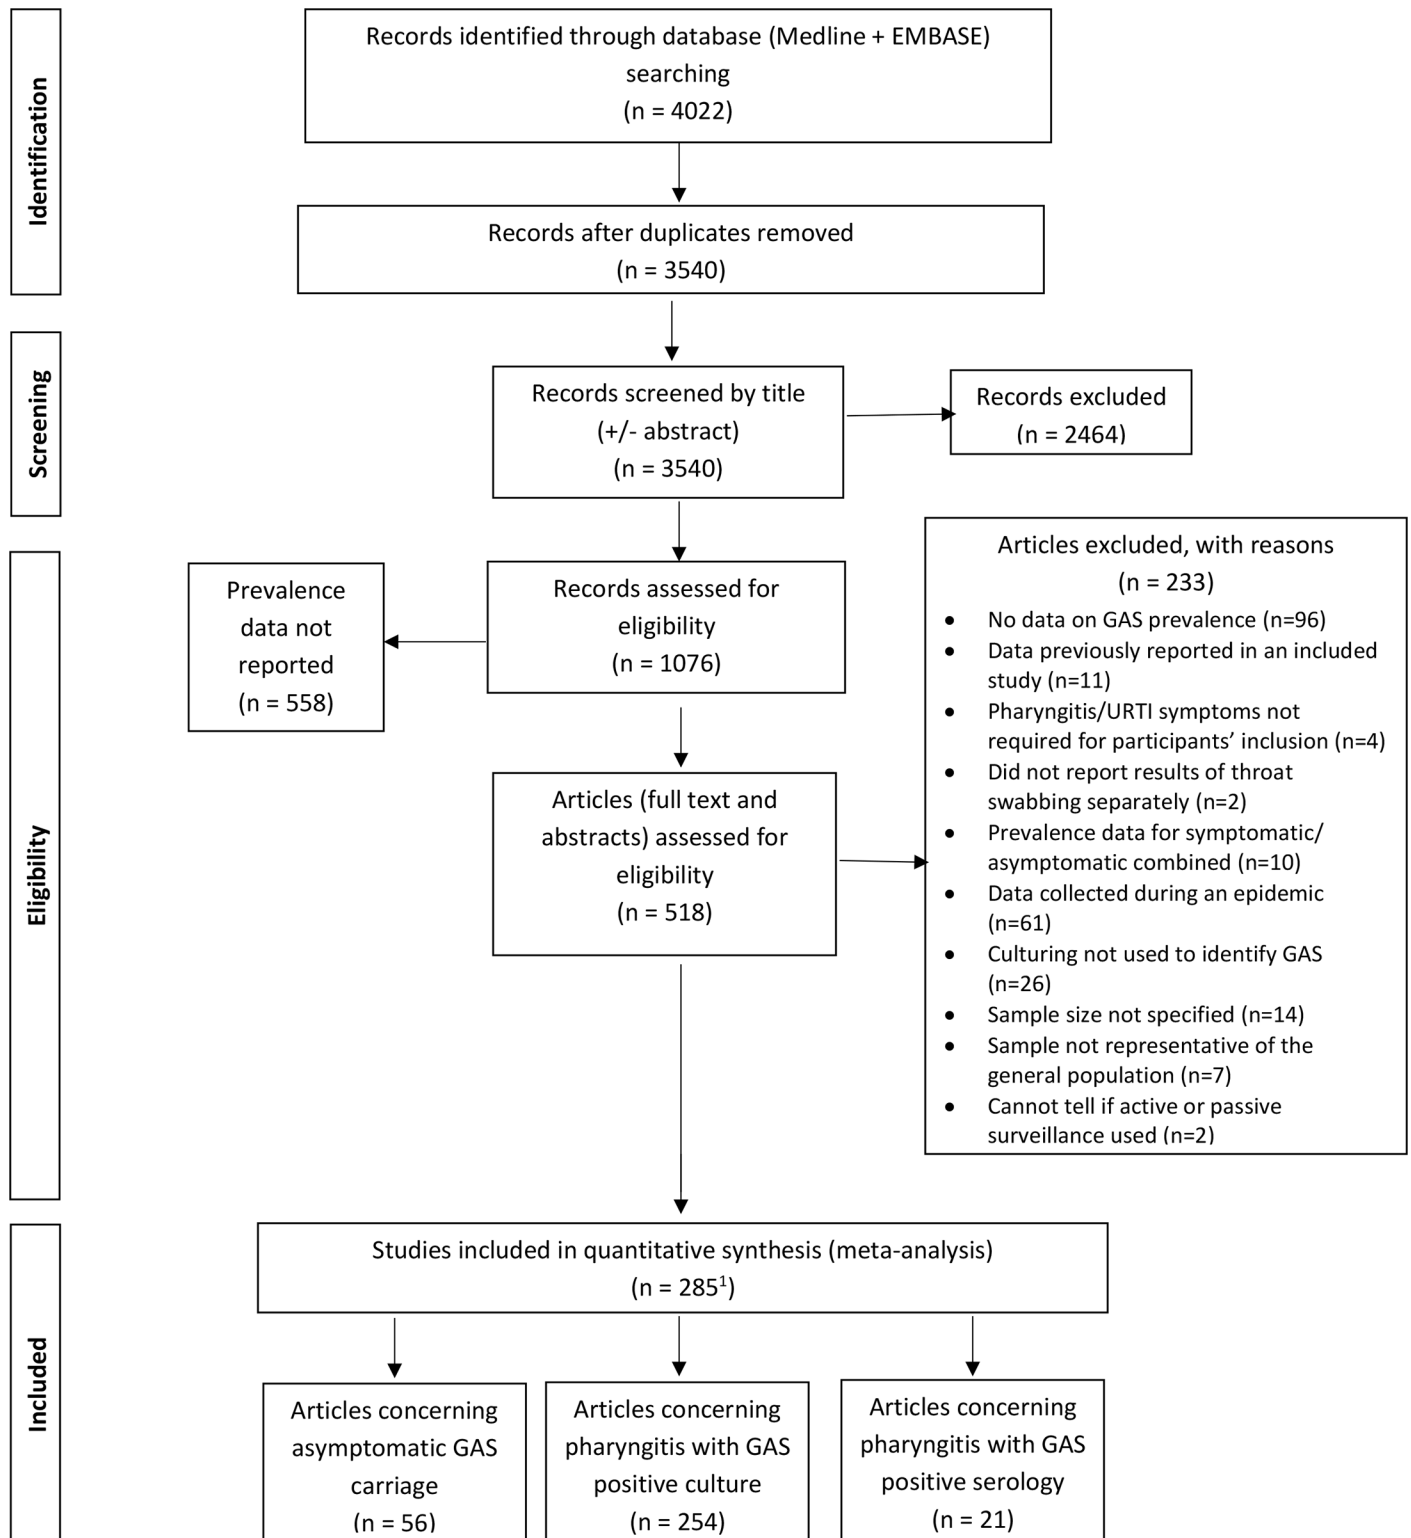 Identification
Records identified through database (Medline + EMBASE)
searching
(n = 4022)
Records after duplicates removed
(n = 3540)
Screening
Records screened by title
(+/- abstract)
(n = 3540)
Records excluded
(n = 2464)
Eligibility
Prevalence
data not
reported
(n = 558)
Records assessed for
eligibility
(n = 1076)
Articles (full text and
abstracts) assessed for
eligibility
(n = 518)
Articles excluded, with reasons
(n = 233)
• No data on GAS prevalence (n=96)
• Data previously reported in an included
study (n=11)
• Pharyngitis/URTI symptoms not
required for participants’ inclusion (n=4)
• Did not report results of throat
swabbing separately (n=2)
• Prevalence data for symptomatic/
asymptomatic combined (n=10)
• Data collected during an epidemic
(n=61)
• Culturing not used to identify GAS
(n=26)
• Sample size not specified (n=14)
• Sample not representative of the
general population (n=7)
• Cannot tell if active or passive
surveillance used (n=2)
Included
Studies included in quantitative synthesis (meta-analysis)
(n = 285¹)
Articles concerning
asymptomatic GAS
carriage
(n = 56)
Articles concerning
pharyngitis with GAS
positive culture
(n = 254)
Articles concerning
pharyngitis with GAS
positive serology
(n = 21)